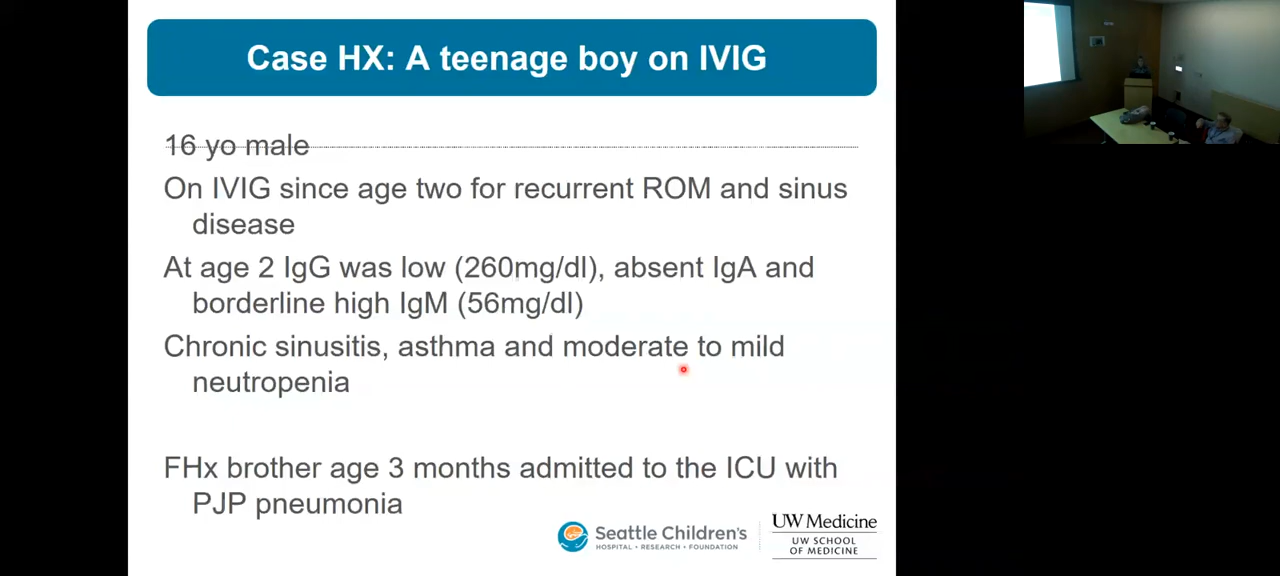 Case HX: A teenage boy on IVIG
16 yo male
On IVIG since age two for recurrent ROM and sinus
disease
At age 2 IgG was low (260mg/dl), absent IgA and
borderline high IgM (56mg/dl)
Chronic sinusitis, asthma and moderate to mild
neutropenia
FHx brother age 3 months admitted to the ICU with
PJP pneumonia
Seattle Children's
HOSPITAL • RESEARCH • FOUNDATION
UW Medicine
UW SCHOOL
OF MEDICINE